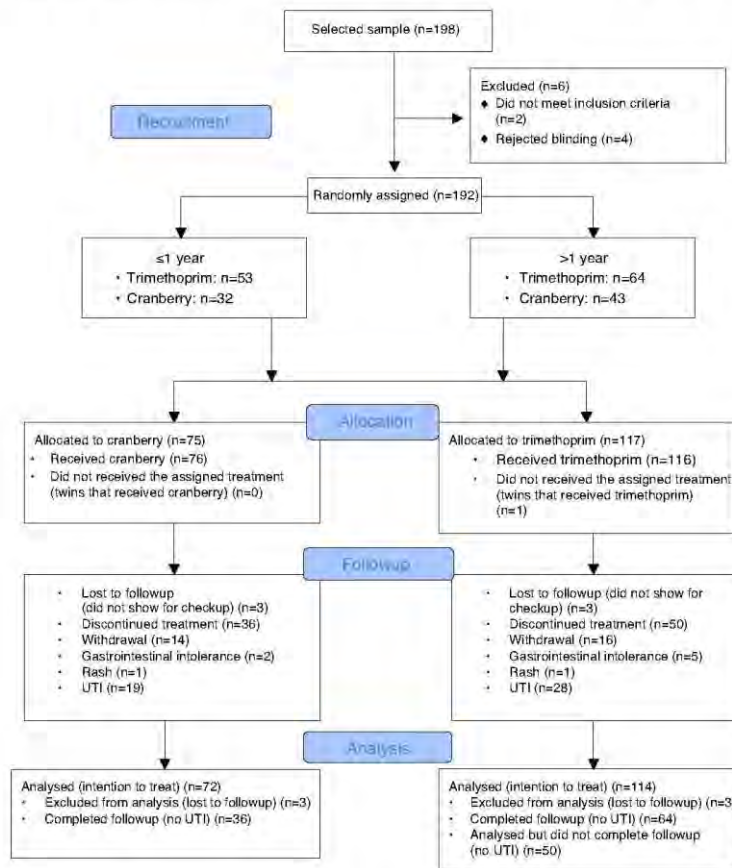 Selected sample (n=198)
Excluded (n=6)
♦ Did not meet inclusion criteria
(n=2)
♦ Rejected blinding (n=4)
Recruitment
Randomly assigned (n=192)
≤1 year
• Trimethoprim: n=53
• Cranberry: n=32
>1 year
• Trimethoprim: n=64
• Cranberry: n=43
Allocation
Allocated to cranberry (n=75)
• Received cranberry (n=76)
• Did not received the assigned treatment
(twins that received cranberry) (n=0)
Allocated to trimethoprim (n=117)
• Received trimethoprim (n=116)
• Did not received the assigned treatment
(twins that received trimethoprim)
(n=1)
Followup
• Lost to followup
(did not show for checkup) (n=3)
• Discontinued treatment (n=36)
• Withdrawal (n=14)
• Gastrointestinal intolerance (n=2)
• Rash (n=1)
• UTI (n=19)
• Lost to followup (did not show for
checkup) (n=3)
• Discontinued treatment (n=50)
• Withdrawal (n=16)
• Gastrointestinal intolerance (n=5)
• Rash (n=1)
• UTI (n=28)
Analysis
Analysed (intention to treat) (n=72)
• Excluded from analysis (lost to followup) (n=3)
• Completed followup (no UTI) (n=36)
Analysed (intention to treat) (n=114)
• Excluded from analysis (lost to followup) (n=3
• Completed followup (no UTI) (n=64)
• Analysed but did not complete followup
(no UTI) (n=50)